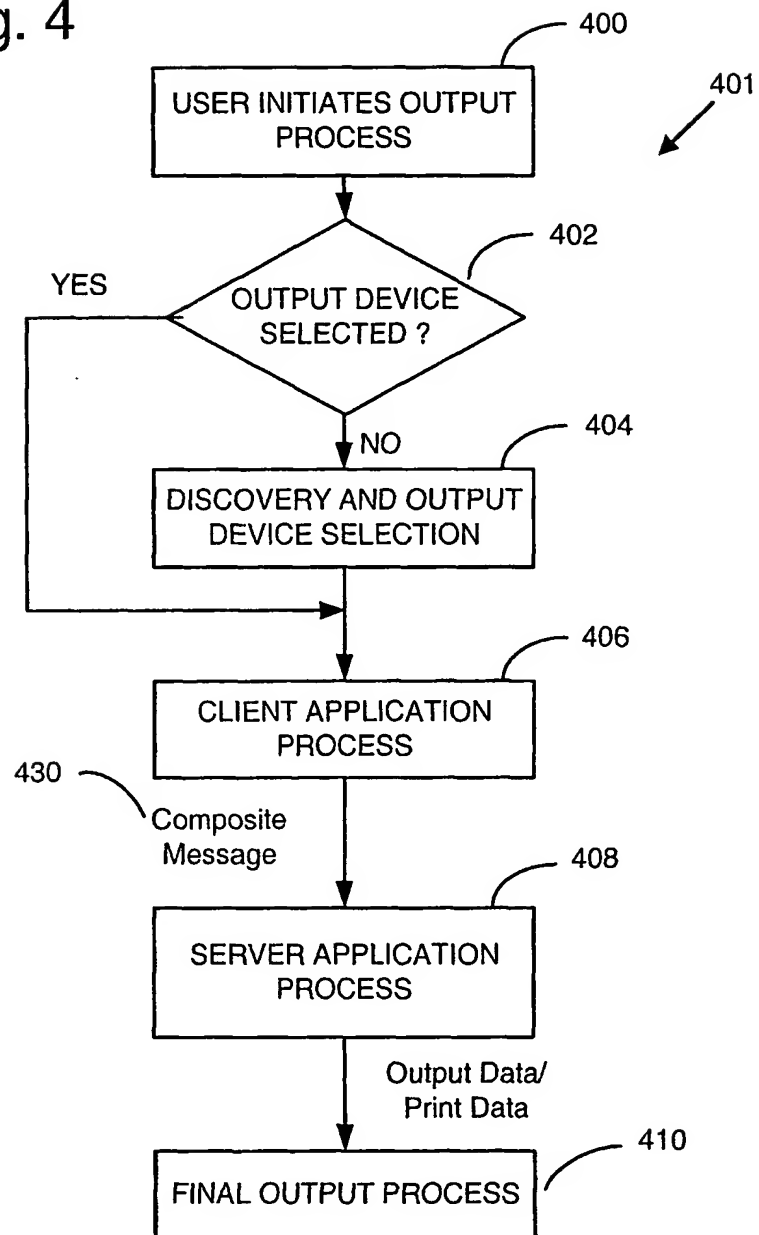 g. 4
400
401
USER INITIATES OUTPUT
PROCESS
402
YES
OUTPUT DEVICE
SELECTED ?
NO
404
DISCOVERY AND OUTPUT
DEVICE SELECTION
406
CLIENT APPLICATION
PROCESS
430
Composite
Message
408
SERVER APPLICATION
PROCESS
Output Data/
Print Data
410
FINAL OUTPUT PROCESS